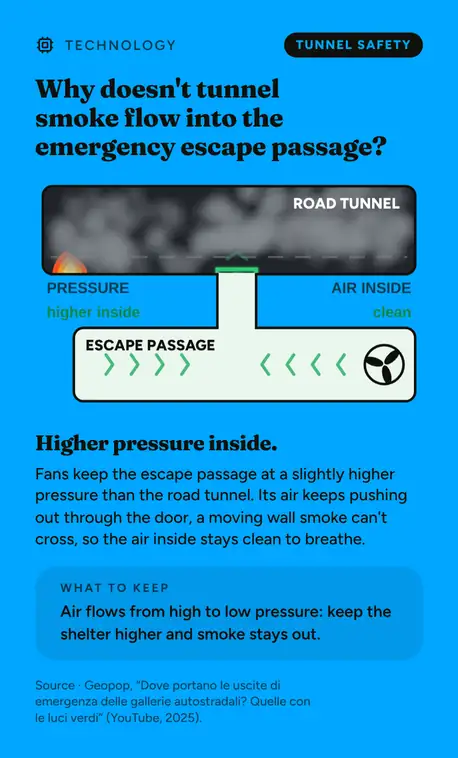 TECHNOLOGY
TUNNEL SAFETY
Why doesn't tunnel
smoke flow into the
emergency escape passage?
ROAD TUNNEL
PRESSURE
higher inside
AIR INSIDE
clean
ESCAPE PASSAGE
Higher pressure inside.
Fans keep the escape passage at a slightly higher
pressure than the road tunnel. Its air keeps pushing
out through the door, a moving wall smoke can't
cross, so the air inside stays clean to breathe.
WHAT TO KEEP
Air flows from high to low pressure: keep the
shelter higher and smoke stays out.
Source · Geopop, "Dove portano le uscite di
emergenza delle gallerie autostradali? Quelle con
le luci verdi" (YouTube, 2025).